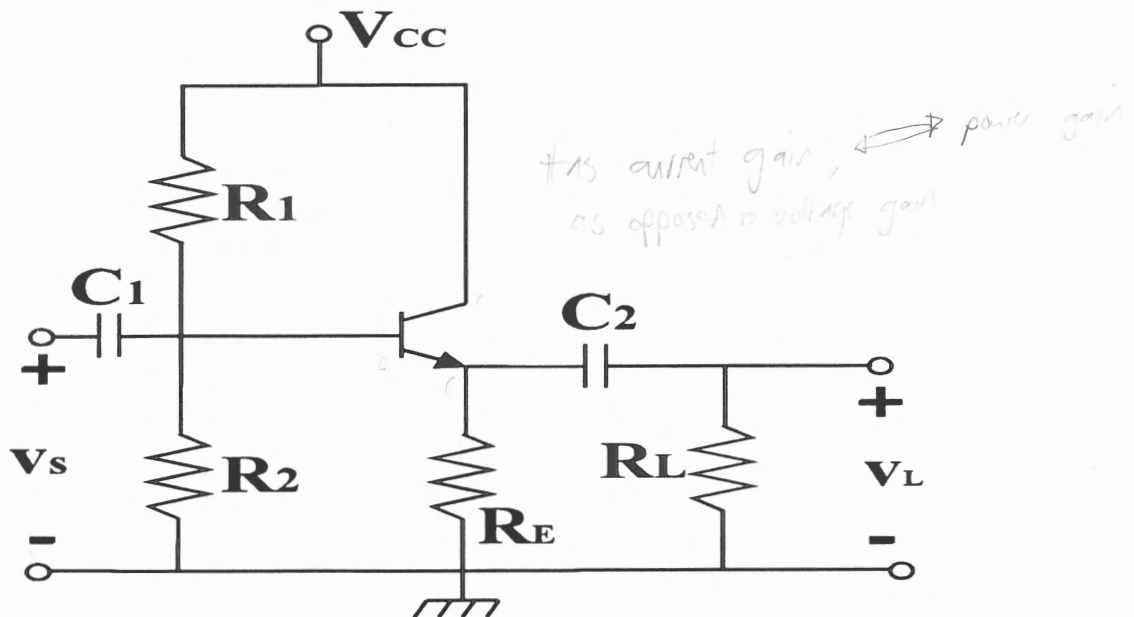 VCC
Has current gain, power gain
as opposed to voltage gain
R1
C1
C2
+
+
vS
R2
RE
RL
vL
-
-